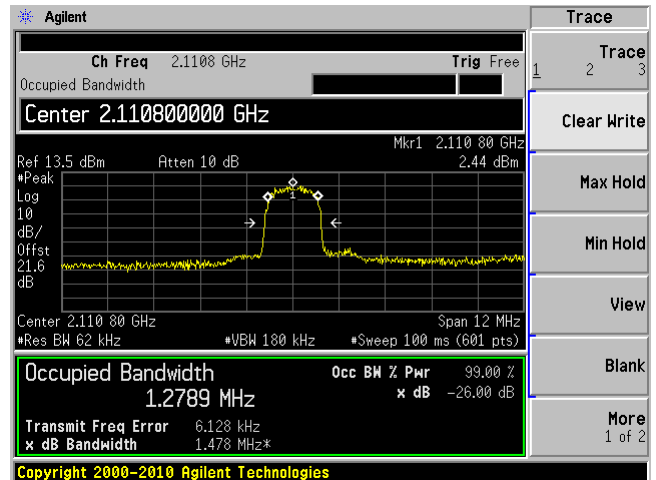 Agilent
Trace
Ch Freq 2.1108 GHz Trig Free
Occupied Bandwidth
Trace
1 2 3
Center 2.110800000 GHz
Clear Write
Mkr1 2.110 80 GHz
Ref 13.5 dBm Atten 10 dB 2.44 dBm
#Peak
Log
10
dB/
Offst
21.6
dB
1
Max Hold
Min Hold
View
Center 2.110 80 GHz Span 12 MHz
#Res BW 62 kHz #VBW 180 kHz #Sweep 100 ms (601 pts)
Blank
Occupied Bandwidth Occ BW % Pwr 99.00 %
1.2789 MHz x dB -26.00 dB
Transmit Freq Error 6.128 kHz
x dB Bandwidth 1.478 MHz*
More
1 of 2
Copyright 2000-2010 Agilent Technologies